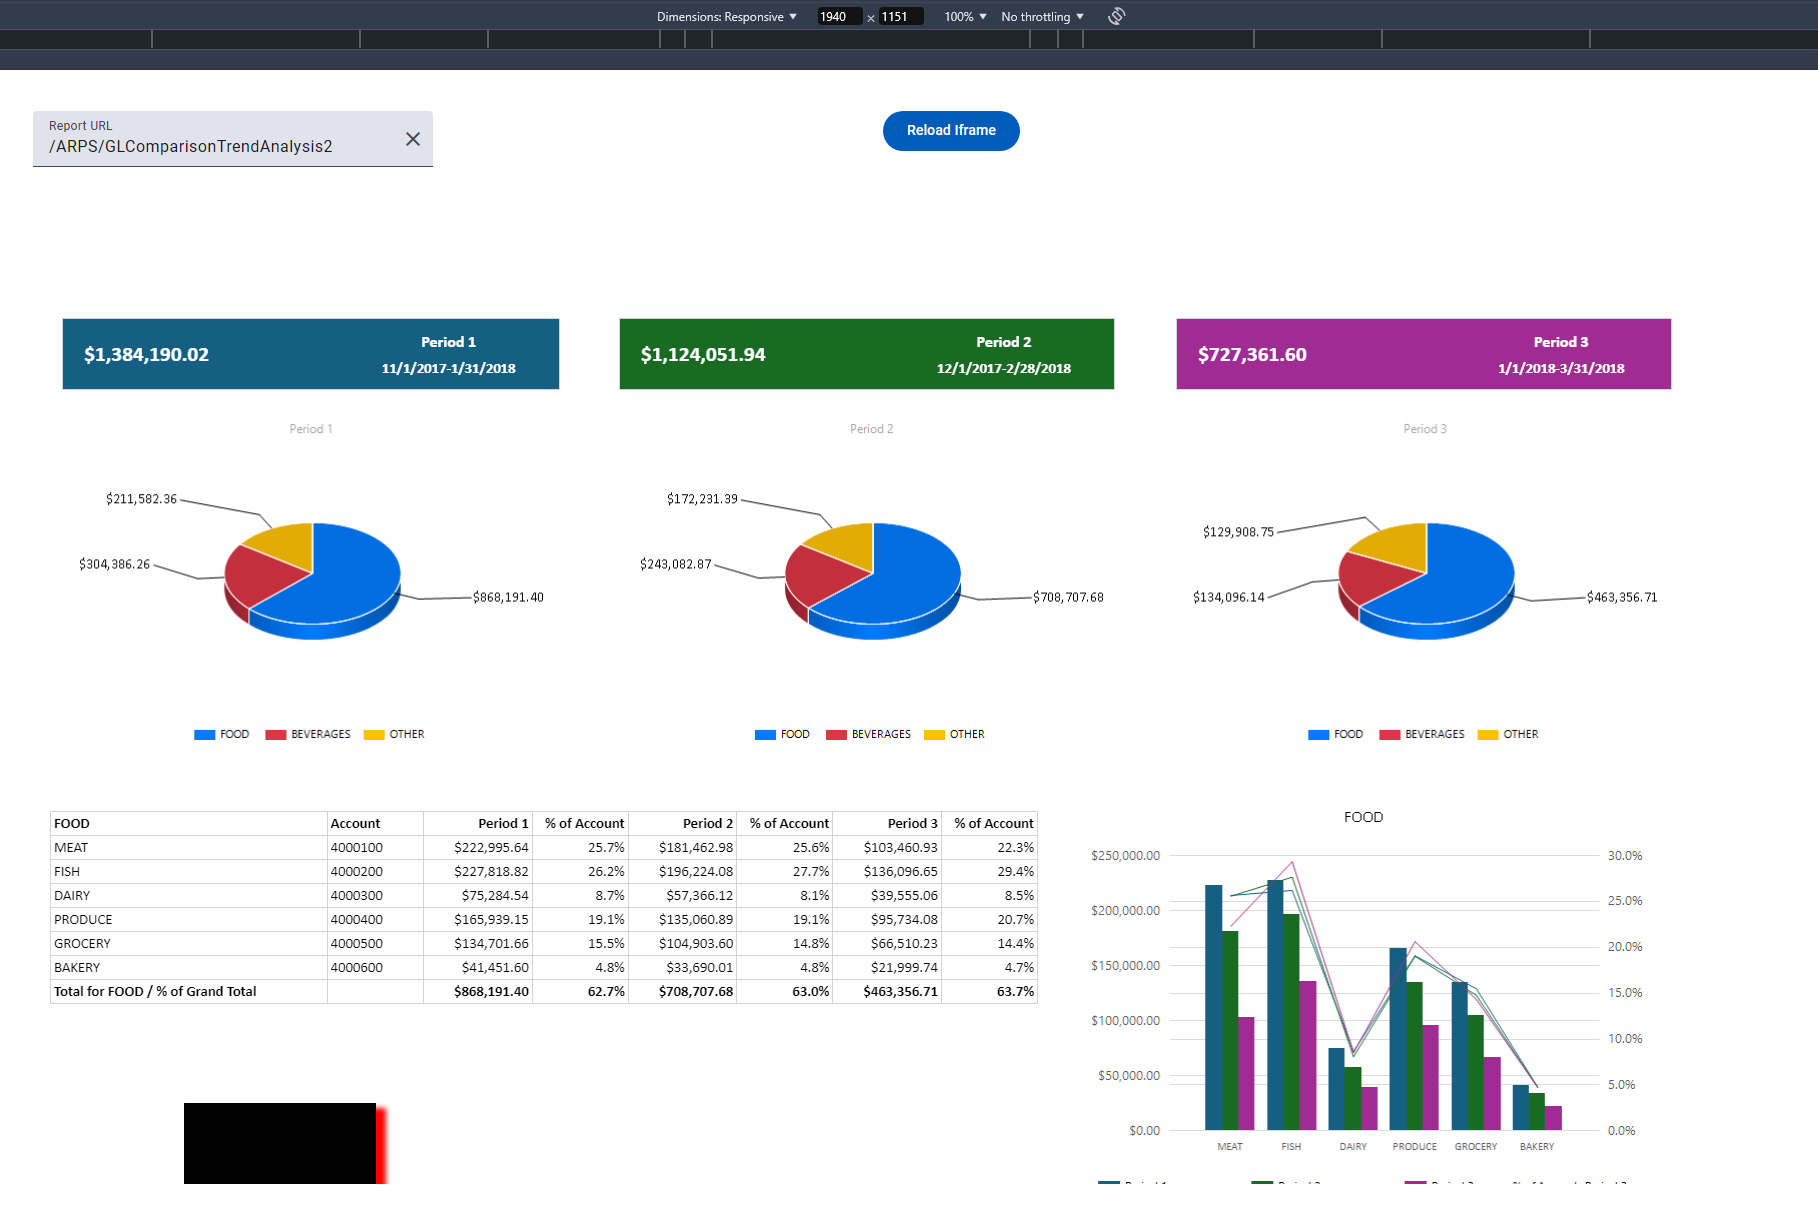 Dimensions: Responsive 1940 × 1151 100% No throttling
Report URL
/ARPS/GLComparisonTrendAnalysis2
Reload Iframe
$1,384,190.02
Period 1
11/1/2017-1/31/2018
$1,124,051.94
Period 2
12/1/2017-2/28/2018
$727,361.60
Period 3
1/1/2018-3/31/2018
Period 1
$211,582.36
$304,386.26
$868,191.40
FOOD BEVERAGES OTHER
Period 2
$172,231.39
$243,082.87
$708,707.68
FOOD BEVERAGES OTHER
Period 3
$129,908.75
$134,096.14
$463,356.71
FOOD BEVERAGES OTHER
FOOD Account Period 1 % of Account Period 2 % of Account Period 3 % of Account
MEAT 4000100 $222,995.64 25.7% $181,462.98 25.6% $103,460.93 22.3%
FISH 4000200 $227,818.82 26.2% $196,224.08 27.7% $136,096.65 29.4%
DAIRY 4000300 $75,284.54 8.7% $57,366.12 8.1% $39,555.06 8.5%
PRODUCE 4000400 $165,939.15 19.1% $135,060.89 19.1% $95,734.08 20.7%
GROCERY 4000500 $134,701.66 15.5% $104,903.60 14.8% $66,510.23 14.4%
BAKERY 4000600 $41,451.60 4.8% $33,690.01 4.8% $21,999.74 4.7%
Total for FOOD / % of Grand Total $868,191.40 62.7% $708,707.68 63.0% $463,356.71 63.7%
FOOD
$250,000.00 30.0%
25.0%
$200,000.00
20.0%
$150,000.00
15.0%
$100,000.00
10.0%
$50,000.00
5.0%
$0.00 0.0%
MEAT FISH DAIRY PRODUCE GROCERY BAKERY